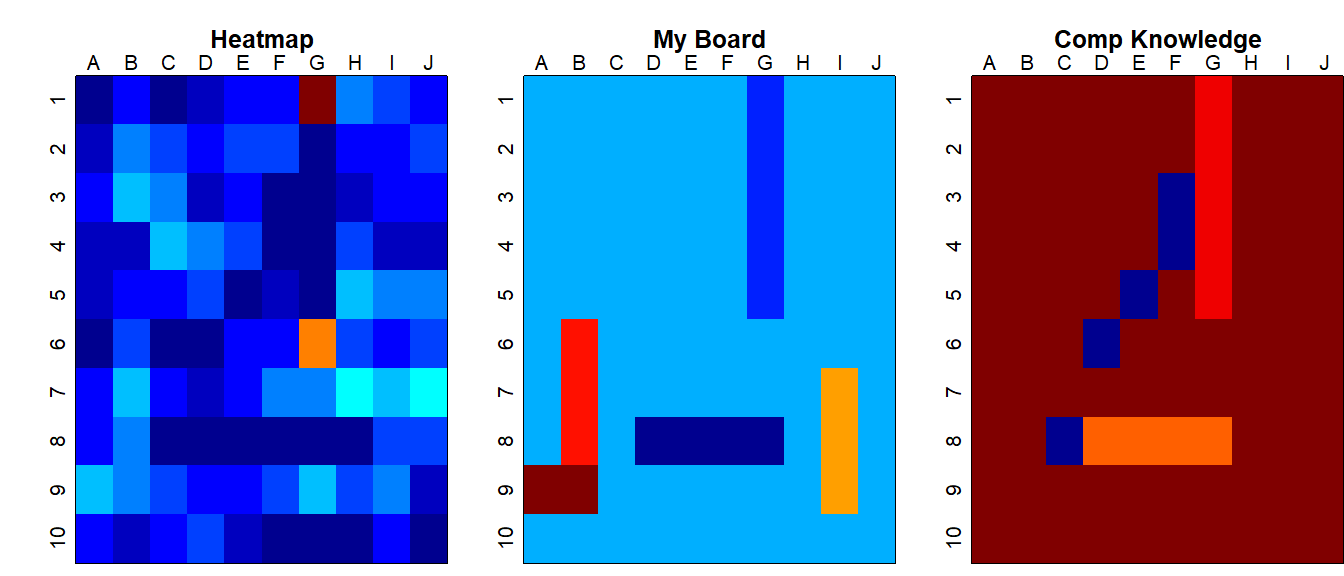 Heatmap My Board Comp Knowledge
A B C D E F G H I J A B C D E F G H I J A B C D E F G H I J
1 1 1
2 2 2
3 3 3
4 4 4
5 5 5
6 6 6
7 7 7
8 8 8
9 9 9
10 10 10